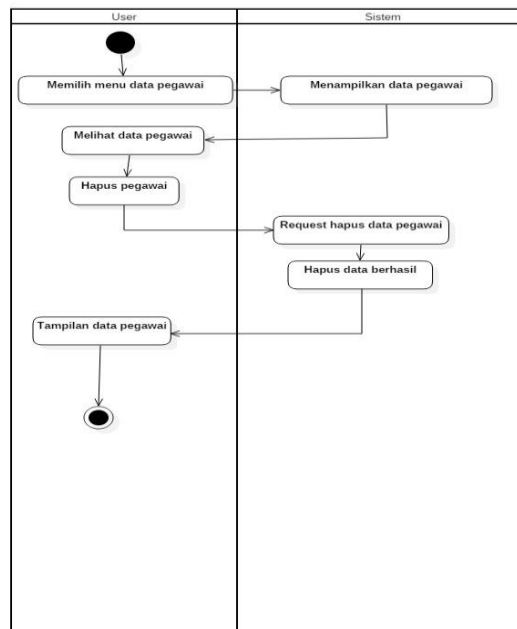 User
Sistem
Memilih menu data pegawai
Menampilkan data pegawai
Melihat data pegawai
Hapus pegawai
Request hapus data pegawai
Hapus data berhasil
Tampilan data pegawai